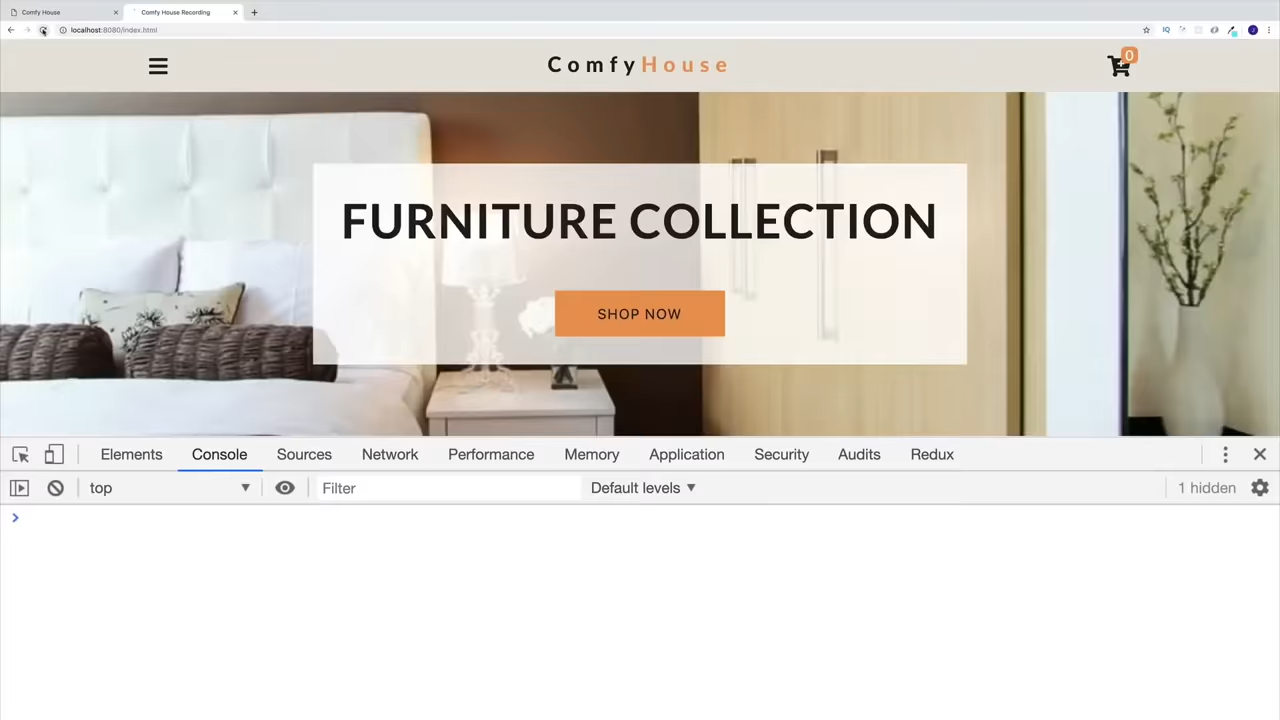 Comfy House
Comfy House Recording
localhost:8080/index.html
IQ
J
ComfyHouse
0
FURNITURE COLLECTION
SHOP NOW
Elements Console Sources Network Performance Memory Application Security Audits Redux
top Filter Default levels 1 hidden